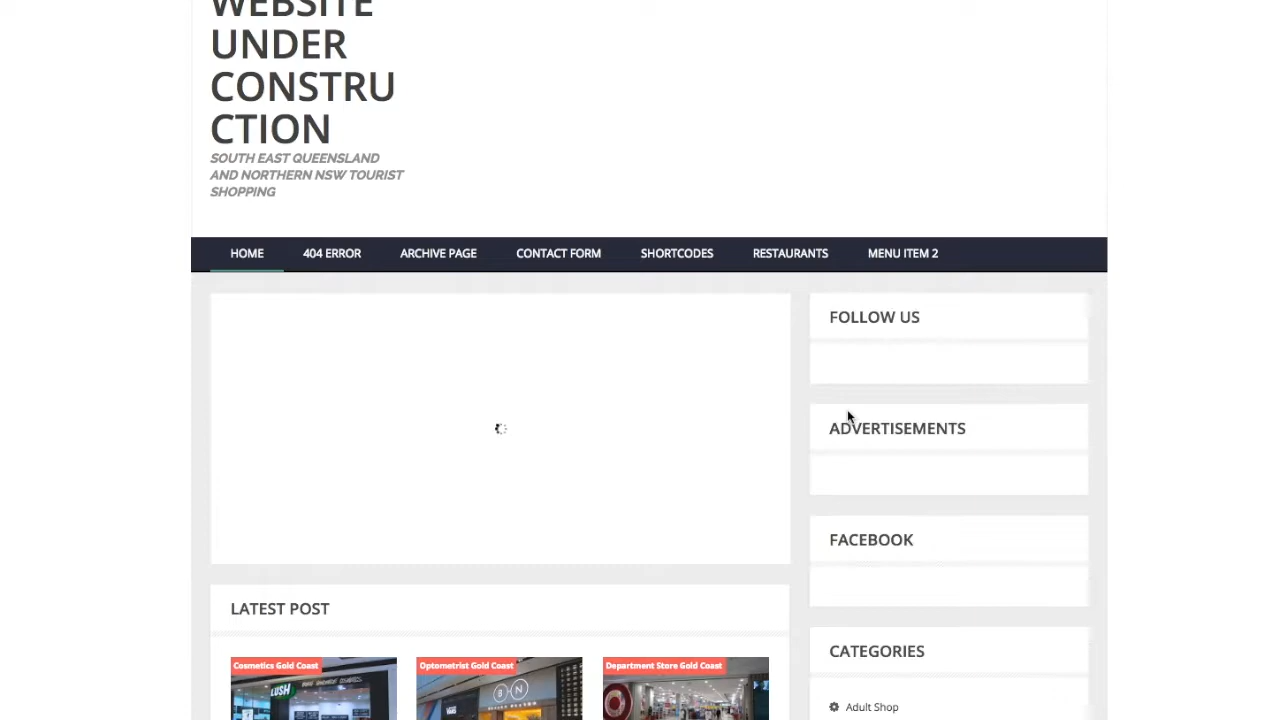 WEBSITE
UNDER
CONSTRU
CTION
SOUTH EAST QUEENSLAND
AND NORTHERN NSW TOURIST
SHOPPING
HOME 404 ERROR ARCHIVE PAGE CONTACT FORM SHORTCODES RESTAURANTS MENU ITEM 2
FOLLOW US
ADVERTISEMENTS
FACEBOOK
LATEST POST
CATEGORIES
Cosmetics Gold Coast Optometrist Gold Coast Department Store Gold Coast
LUSH
B N
Adult Shop